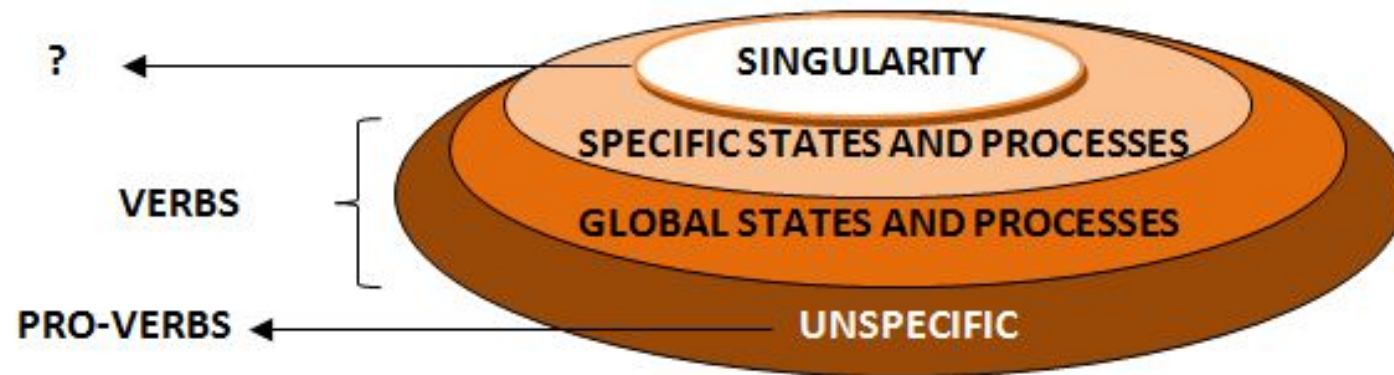 ?
SINGULARITY
SPECIFIC STATES AND PROCESSES
VERBS
GLOBAL STATES AND PROCESSES
PRO-VERBS
UNSPECIFIC